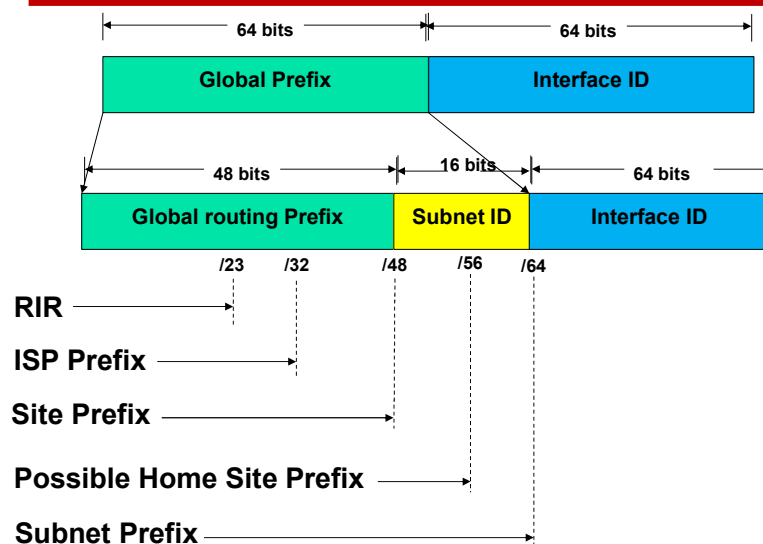 64 bits 64 bits
Global Prefix Interface ID
48 bits 16 bits 64 bits
Global routing Prefix Subnet ID Interface ID
/23 /32 /48 /56 /64
RIR
ISP Prefix
Site Prefix
Possible Home Site Prefix
Subnet Prefix